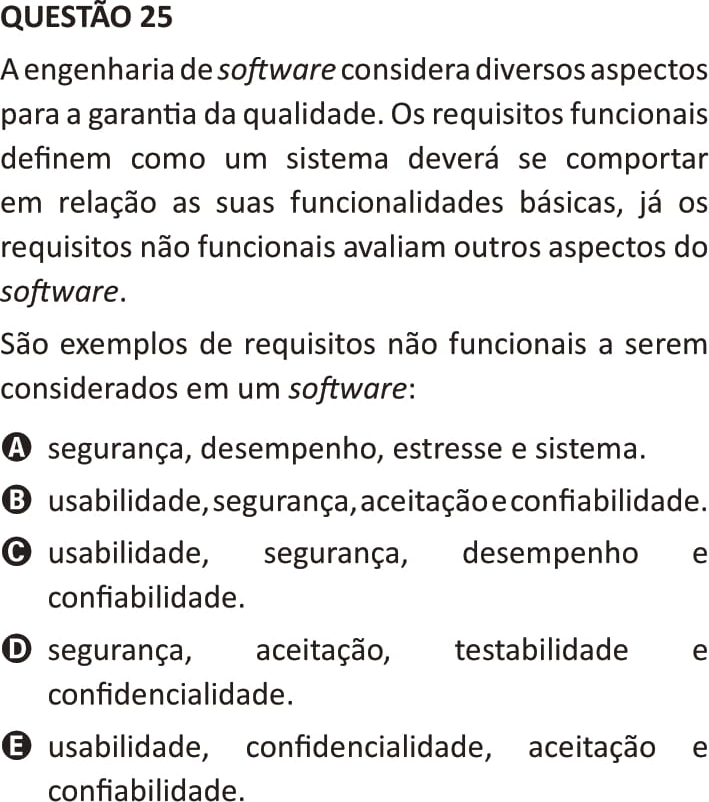 QUESTÃO 25
A engenharia de software considera diversos aspectos
para a garantia da qualidade. Os requisitos funcionais
definem como um sistema deverá se comportar
em relação as suas funcionalidades básicas, já os
requisitos não funcionais avaliam outros aspectos do
software.
São exemplos de requisitos não funcionais a serem
considerados em um software:
A segurança, desempenho, estresse e sistema.
B usabilidade, segurança, aceitação e confiabilidade.
C usabilidade, segurança, desempenho e
confiabilidade.
D segurança, aceitação, testabilidade e
confidencialidade.
E usabilidade, confidencialidade, aceitação e
confiabilidade.